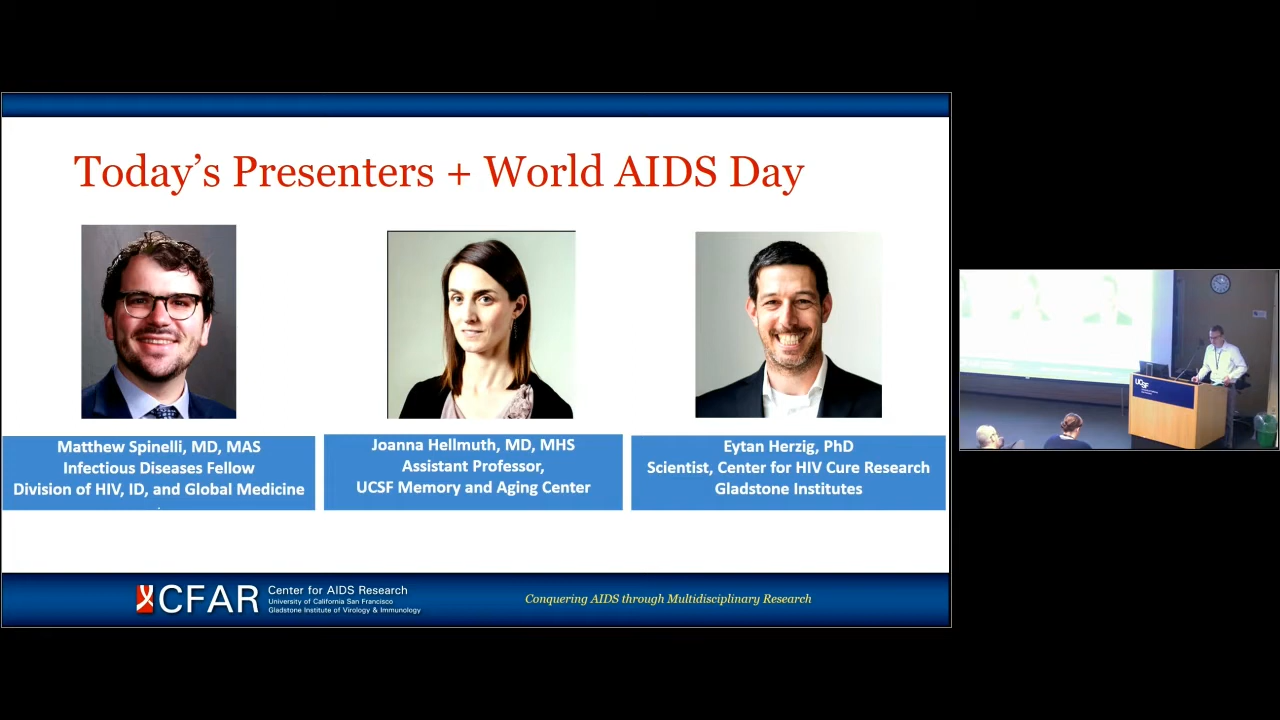 Today's Presenters + World AIDS Day
Matthew Spinelli, MD, MAS
Infectious Diseases Fellow
Division of HIV, ID, and Global Medicine
Joanna Hellmuth, MD, MHS
Assistant Professor,
UCSF Memory and Aging Center
Eytan Herzig, PhD
Scientist, Center for HIV Cure Research
Gladstone Institutes
CFAR
Center for AIDS Research
University of California San Francisco
Gladstone Institute of Virology & Immunology
Conquering AIDS through Multidisciplinary Research
UCSF